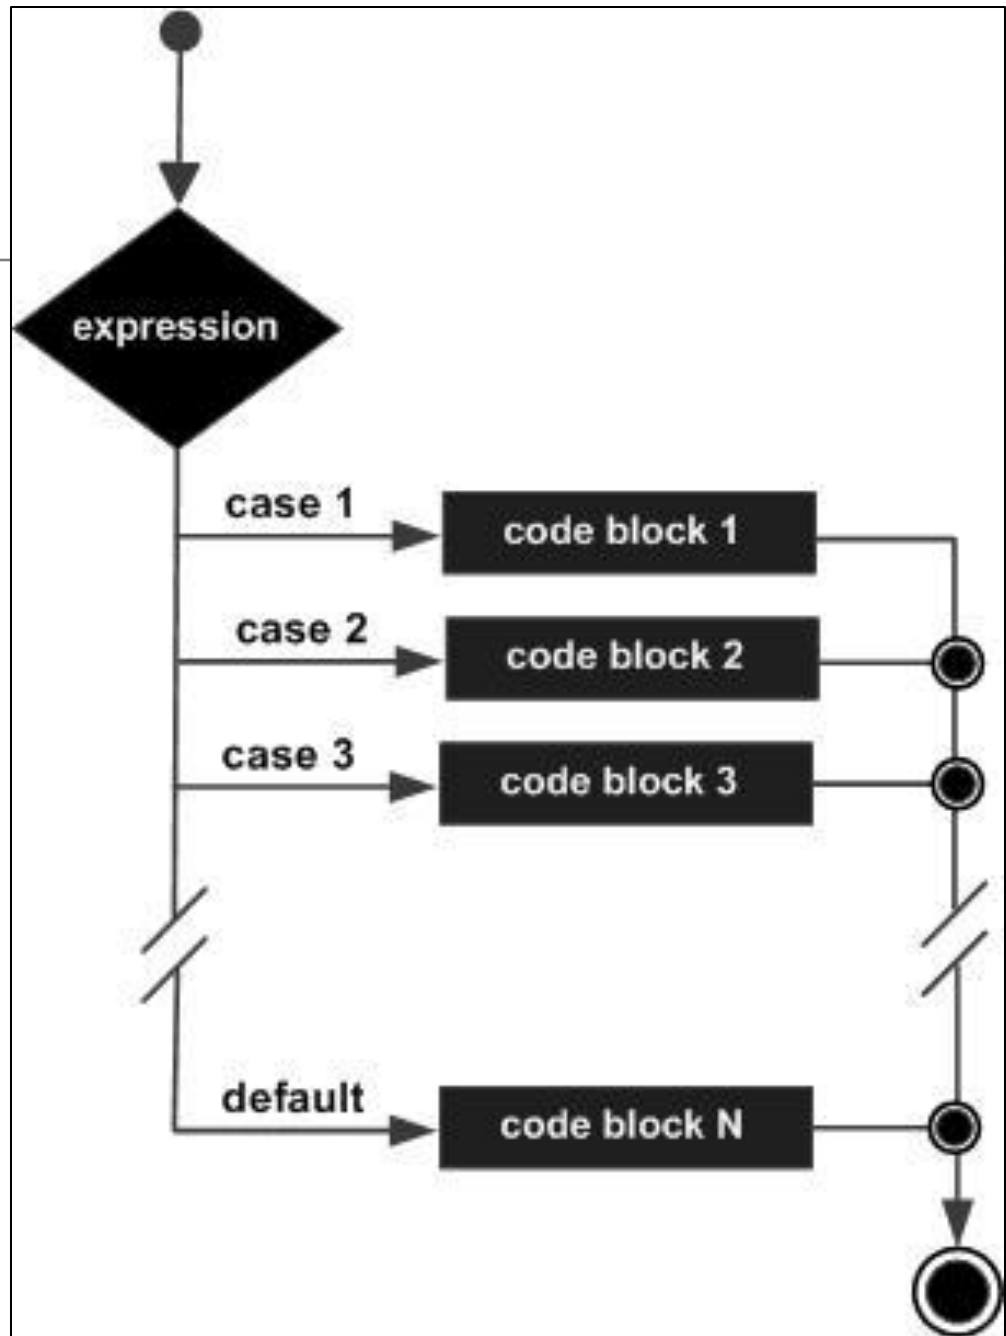 expression
case 1
code block 1
case 2
code block 2
case 3
code block 3
default
code block N